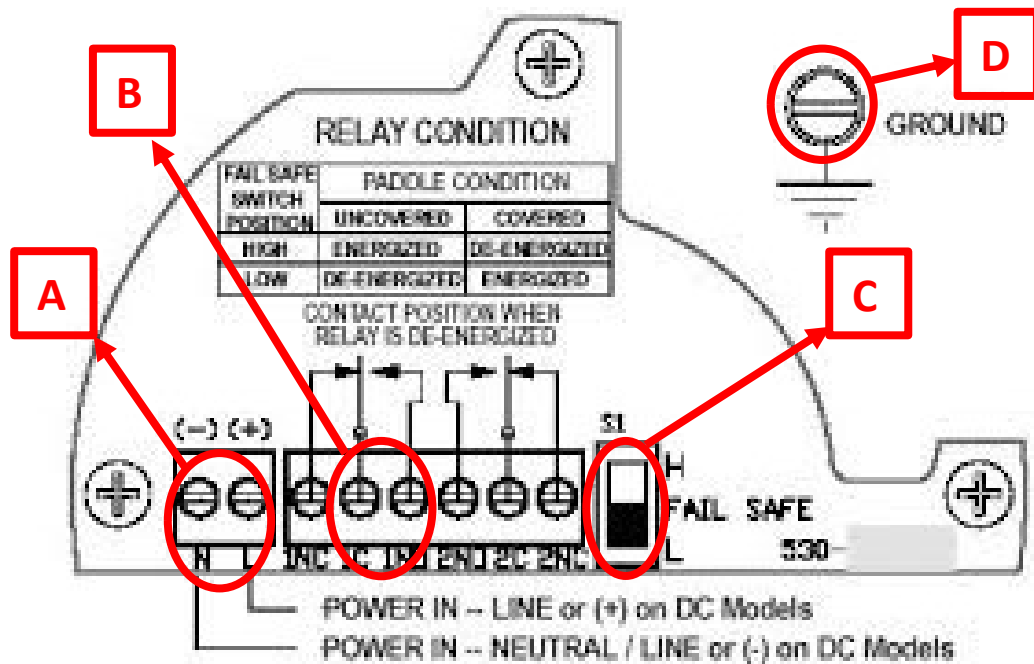 D
B
GROUND
RELAY CONDITION
FAIL SAFE SWITCH POSITION
PADDLE CONDITION
UNCOVERED COVERED
HIGH ENERGIZED DE-ENERGIZED
LOW DE-ENERGIZED ENERGIZED
A
C
CONTACT POSITION WHEN
RELAY IS DE-ENERGIZED
(-) (+)
S1
H
FAIL SAFE
L
530-
N L 1NC 1C 1NO 2NO 2C 2NC
POWER IN -- LINE or (+) on DC Models
POWER IN -- NEUTRAL / LINE or (-) on DC Models